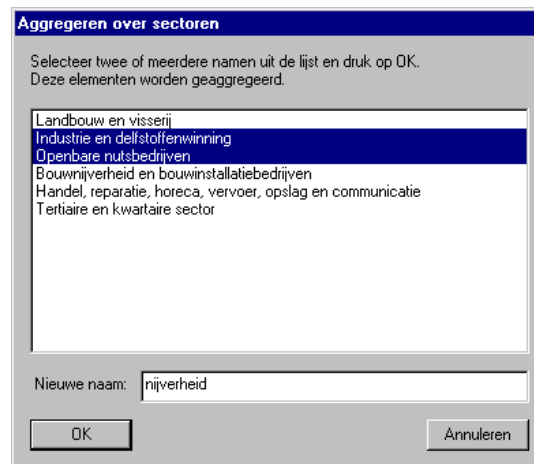 Aggregeren over sectoren
Selecteer twee of meerdere namen uit de lijst en druk op OK.
Deze elementen worden geaggregeerd.
Landbouw en visserij
Industrie en delfstoffenwinning
Openbare nutsbedrijven
Bouwnijverheid en bouwinstallatiebedrijven
Handel, reparatie, horeca, vervoer, opslag en communicatie
Tertiaire en kwartaire sector
Nieuwe naam: nijverheid
OK Annuleren